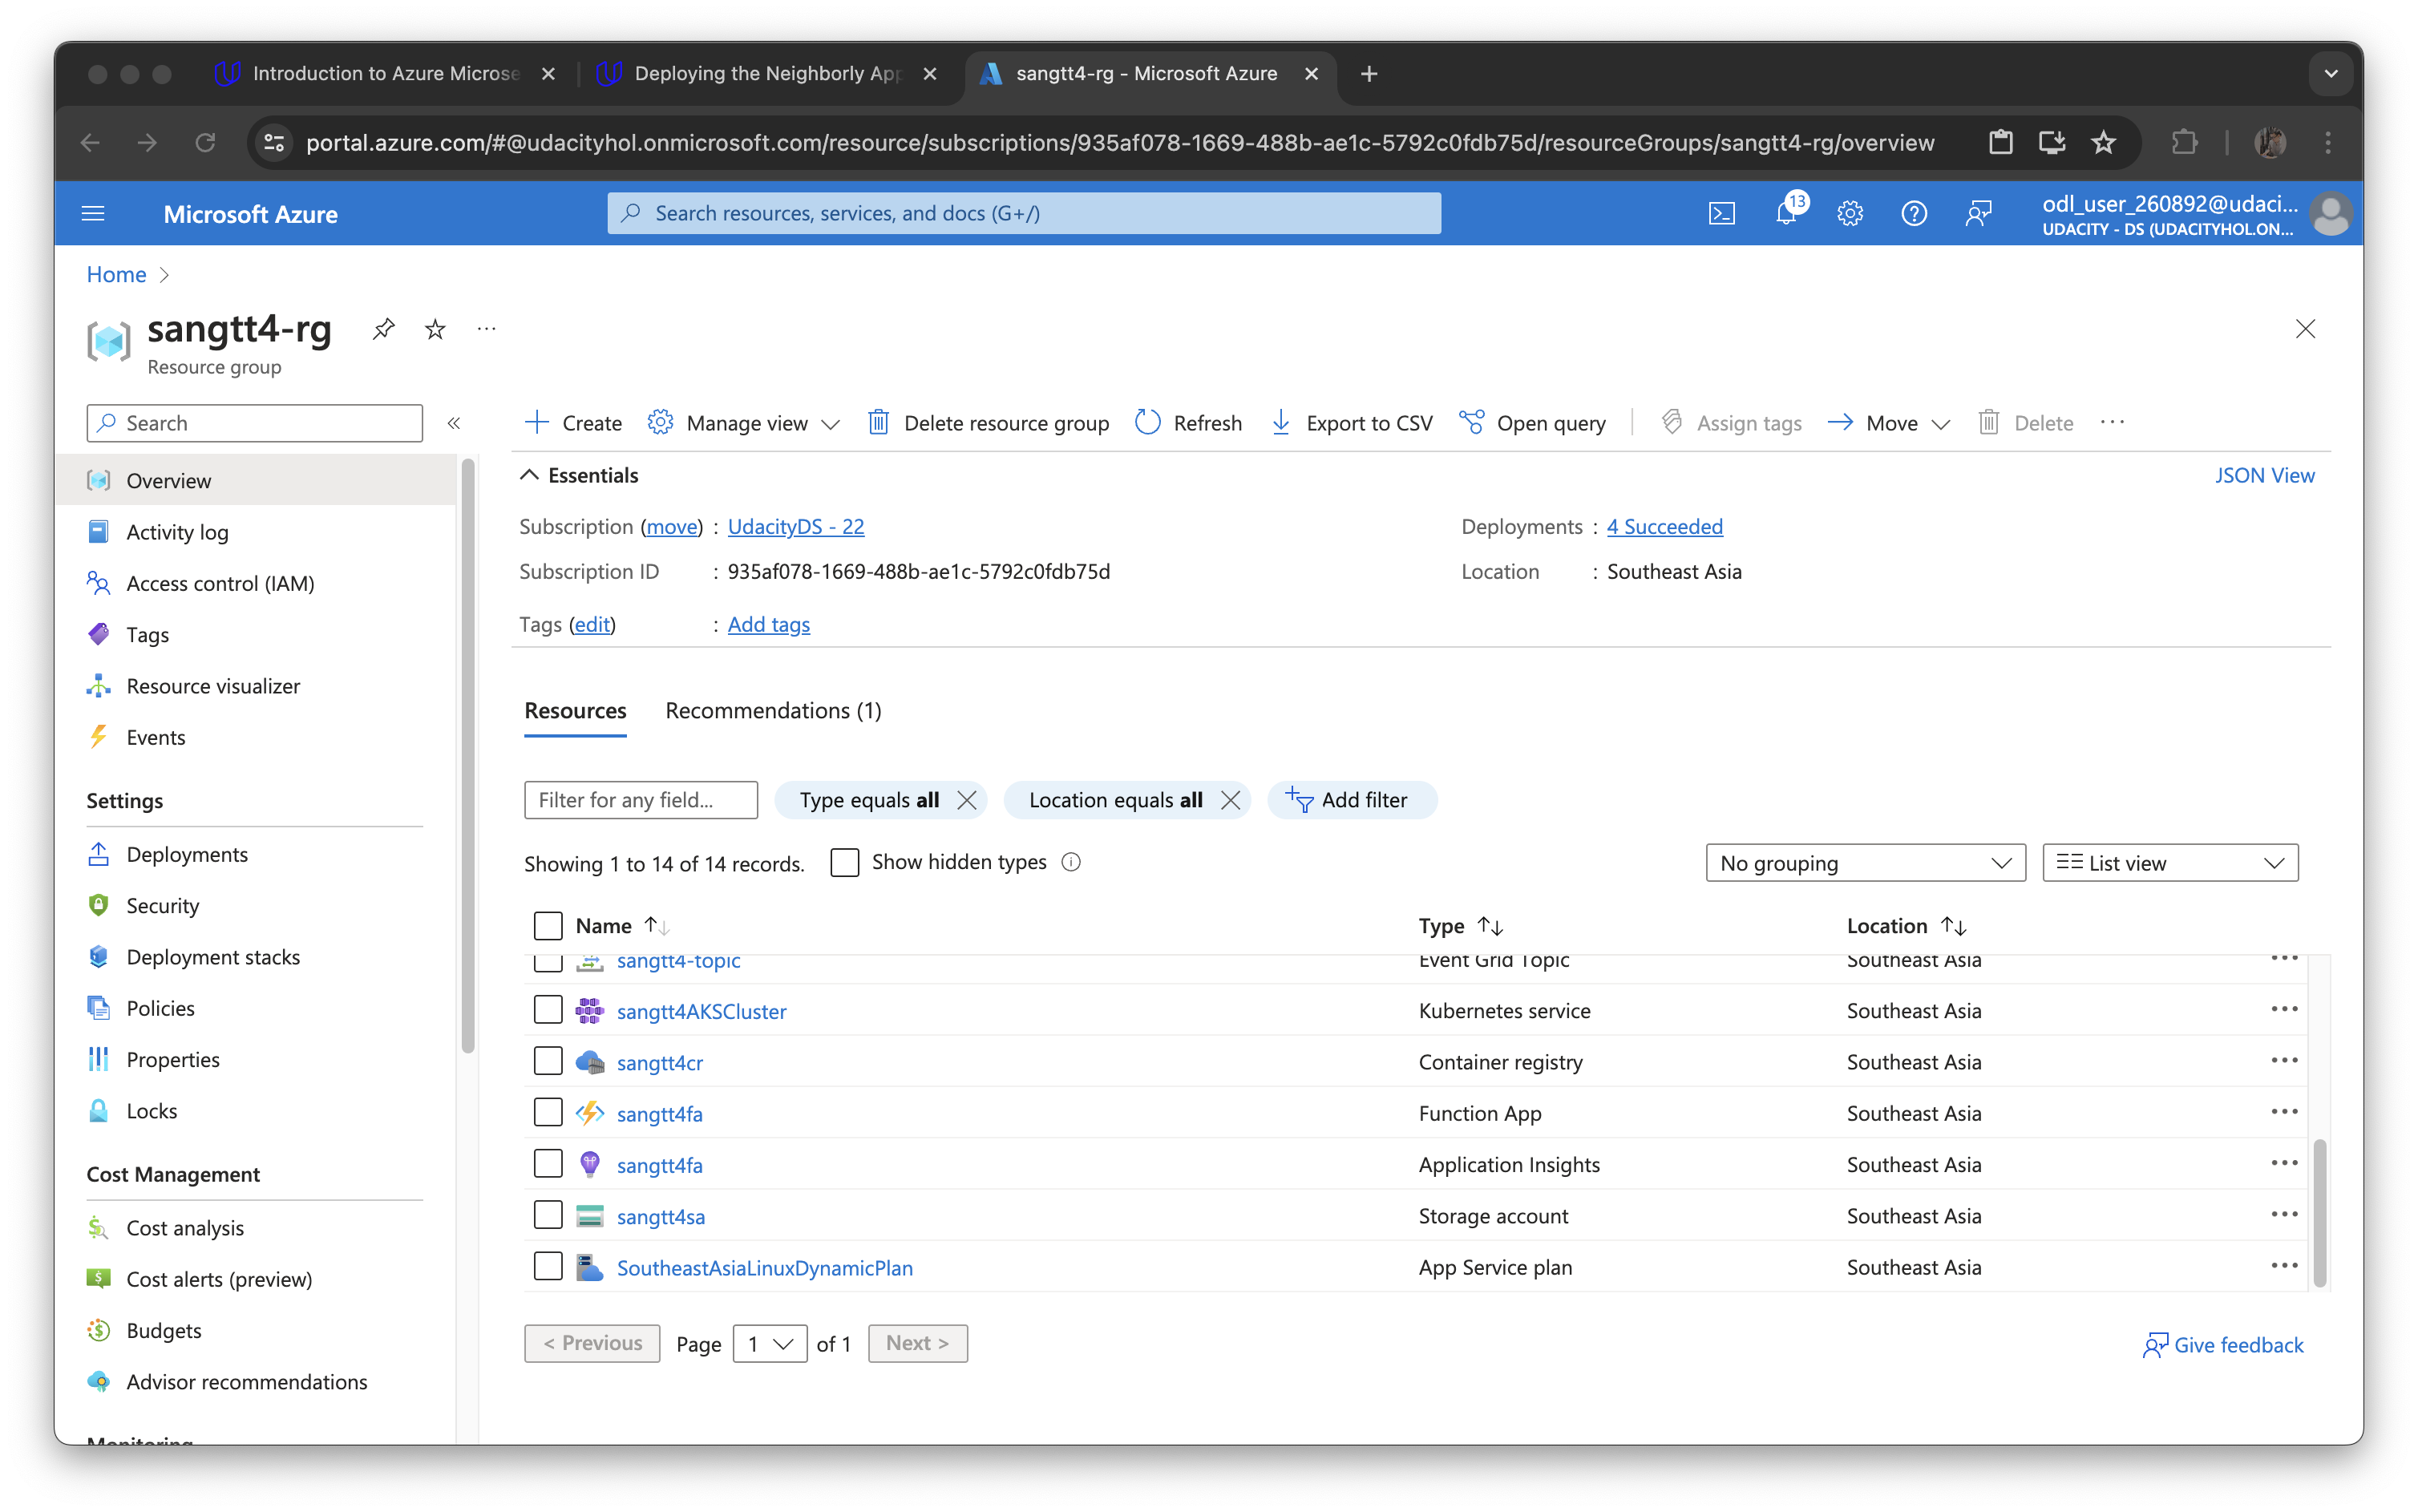 Introduction to Azure Microse
Deploying the Neighborly App
sangtt4-rg - Microsoft Azure
portal.azure.com/#@udacityhol.onmicrosoft.com/resource/subscriptions/935af078-1669-488b-ae1c-5792c0fdb75d/resourceGroups/sangtt4-rg/overview
Microsoft Azure
Search resources, services, and docs (G+/)
13
odl_user_260892@udaci...
UDACITY - DS (UDACITYHOL.ON...
Home
sangtt4-rg
Resource group
Search
Create
Manage view
Delete resource group
Refresh
Export to CSV
Open query
Assign tags
Move
Delete
Overview
Activity log
Access control (IAM)
Tags
Resource visualizer
Events
Settings
Deployments
Security
Deployment stacks
Policies
Properties
Locks
Cost Management
Cost analysis
Cost alerts (preview)
Budgets
Advisor recommendations
Monitoring
Essentials
JSON View
Subscription (move) : UdacityDS - 22
Deployments : 4 Succeeded
Subscription ID : 935af078-1669-488b-ae1c-5792c0fdb75d
Location : Southeast Asia
Tags (edit) : Add tags
Resources
Recommendations (1)
Filter for any field...
Type equals all
Location equals all
Add filter
Showing 1 to 14 of 14 records.
Show hidden types
No grouping
List view
Name Type Location
sangtt4-topic Event Grid Topic Southeast Asia
sangtt4AKSCluster Kubernetes service Southeast Asia
sangtt4cr Container registry Southeast Asia
sangtt4fa Function App Southeast Asia
sangtt4fa Application Insights Southeast Asia
sangtt4sa Storage account Southeast Asia
SoutheastAsiaLinuxDynamicPlan App Service plan Southeast Asia
< Previous Page 1 of 1 Next >
Give feedback